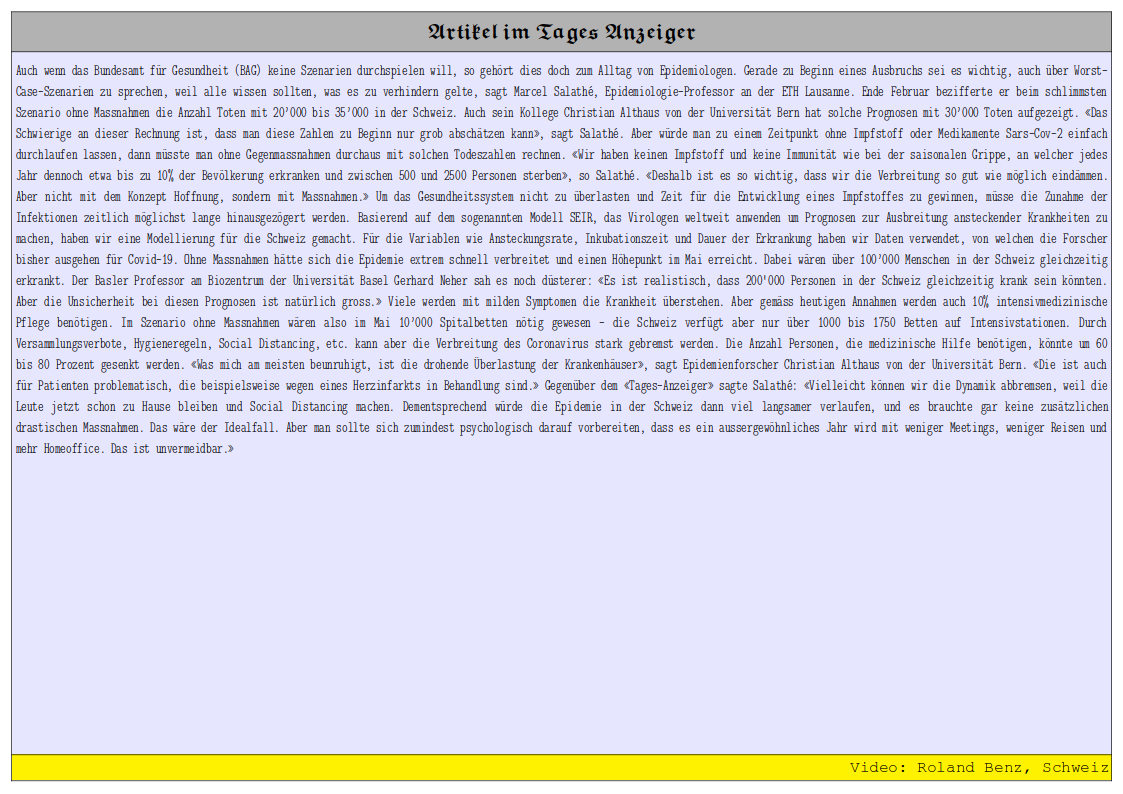 Artikel im Tages Anzeiger
Auch wenn das Bundesamt für Gesundheit (BAG) keine Szenarien durchspielen will, so gehört dies doch zum Alltag von Epidemiologen. Gerade zu Beginn eines Ausbruchs sei es wichtig, auch über Worst-
Case-Szenarien zu sprechen, weil alle wissen sollten, was es zu verhindern gelte, sagt Marcel Salathé, Epidemiologie-Professor an der ETH Lausanne. Ende Februar bezifferte er beim schlimmsten
Szenario ohne Massnahmen die Anzahl Toten mit 20’000 bis 35’000 in der Schweiz. Auch sein Kollege Christian Althaus von der Universität Bern hat solche Prognosen mit 30’000 Toten aufgezeigt. «Das
Schwierige an dieser Rechnung ist, dass man diese Zahlen zu Beginn nur grob abschätzen kann», sagt Salathé. Aber würde man zu einem Zeitpunkt ohne Impfstoff oder Medikamente Sars-Cov-2 einfach
durchlaufen lassen, dann müsste man ohne Gegenmassnahmen durchaus mit solchen Todeszahlen rechnen. «Wir haben keinen Impfstoff und keine Immunität wie bei der saisonalen Grippe, an welcher jedes
Jahr dennoch etwa bis zu 10% der Bevölkerung erkranken und zwischen 500 und 2500 Personen sterben», so Salathé. «Deshalb ist es so wichtig, dass wir die Verbreitung so gut wie möglich eindämmen.
Aber nicht mit dem Konzept Hoffnung, sondern mit Massnahmen.» Um das Gesundheitssystem nicht zu überlasten und Zeit für die Entwicklung eines Impfstoffes zu gewinnen, müsse die Zunahme der
Infektionen zeitlich möglichst lange hinausgezögert werden. Basierend auf dem sogenannten Modell SEIR, das Virologen weltweit anwenden um Prognosen zur Ausbreitung ansteckender Krankheiten zu
machen, haben wir eine Modellierung für die Schweiz gemacht. Für die Variablen wie Ansteckungsrate, Inkubationszeit und Dauer der Erkrankung haben wir Daten verwendet, von welchen die Forscher
bisher ausgehen für Covid-19. Ohne Massnahmen hätte sich die Epidemie extrem schnell verbreitet und einen Höhepunkt im Mai erreicht. Dabei wären über 100’000 Menschen in der Schweiz gleichzeitig
erkrankt. Der Basler Professor am Biozentrum der Universität Basel Gerhard Neher sah es noch düsterer: «Es ist realistisch, dass 200'000 Personen in der Schweiz gleichzeitig krank sein könnten.
Aber die Unsicherheit bei diesen Prognosen ist natürlich gross.» Viele werden mit milden Symptomen die Krankheit überstehen. Aber gemäss heutigen Annahmen werden auch 10% intensivmedizinische
Pflege benötigen. Im Szenario ohne Massnahmen wären also im Mai 10’000 Spitalbetten nötig gewesen – die Schweiz verfügt aber nur über 1000 bis 1750 Betten auf Intensivstationen. Durch
Versammlungsverbote, Hygieneregeln, Social Distancing, etc. kann aber die Verbreitung des Coronavirus stark gebremst werden. Die Anzahl Personen, die medizinische Hilfe benötigen, könnte um 60
bis 80 Prozent gesenkt werden. «Was mich am meisten beunruhigt, ist die drohende Überlastung der Krankenhäuser», sagt Epidemienforscher Christian Althaus von der Universität Bern. «Die ist auch
für Patienten problematisch, die beispielsweise wegen eines Herzinfarkts in Behandlung sind.» Gegenüber dem «Tages-Anzeiger» sagte Salathé: «Vielleicht können wir die Dynamik abbremsen, weil die
Leute jetzt schon zu Hause bleiben und Social Distancing machen. Dementsprechend würde die Epidemie in der Schweiz dann viel langsamer verlaufen, und es brauchte gar keine zusätzlichen
drastischen Massnahmen. Das wäre der Idealfall. Aber man sollte sich zumindest psychologisch darauf vorbereiten, dass es ein aussergewöhnliches Jahr wird mit weniger Meetings, weniger Reisen und
mehr Homeoffice. Das ist unvermeidbar.»
Video: Roland Benz, Schweiz